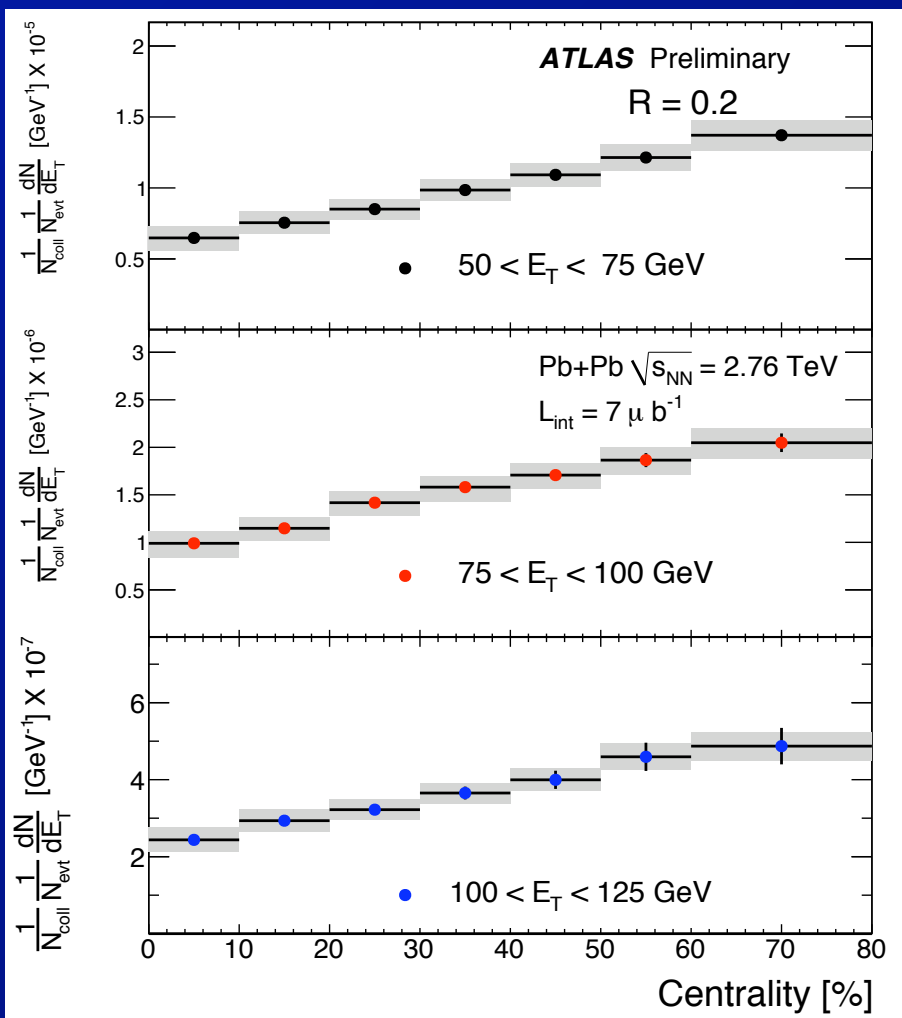 ATLAS Preliminary
R = 0.2
2
1.5
1
0.5
1/N_coll 1/N_evt dN/dE_T [GeV^-1] X 10^-5
50 < E_T < 75 GeV
Pb+Pb √s_NN = 2.76 TeV
L_int = 7 μ b^-1
3
2.5
2
1.5
1
0.5
1/N_coll 1/N_evt dN/dE_T [GeV^-1] X 10^-6
75 < E_T < 100 GeV
6
4
2
1/N_coll 1/N_evt dN/dE_T [GeV^-1] X 10^-7
100 < E_T < 125 GeV
0 10 20 30 40 50 60 70 80
Centrality [%]